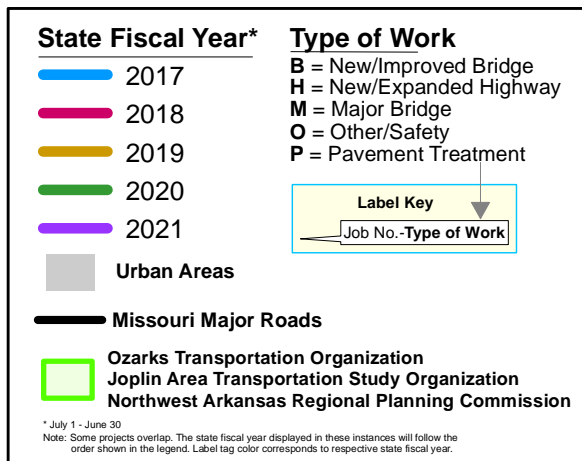 State Fiscal Year*
2017
2018
2019
2020
2021
Urban Areas
Missouri Major Roads
Ozarks Transportation Organization
Joplin Area Transportation Study Organization
Northwest Arkansas Regional Planning Commission
Type of Work
B = New/Improved Bridge
H = New/Expanded Highway
M = Major Bridge
O = Other/Safety
P = Pavement Treatment
Label Key
Job No.-Type of Work
* July 1 - June 30
Note: Some projects overlap. The state fiscal year displayed in these instances will follow the
order shown in the legend. Label tag color corresponds to respective state fiscal year.